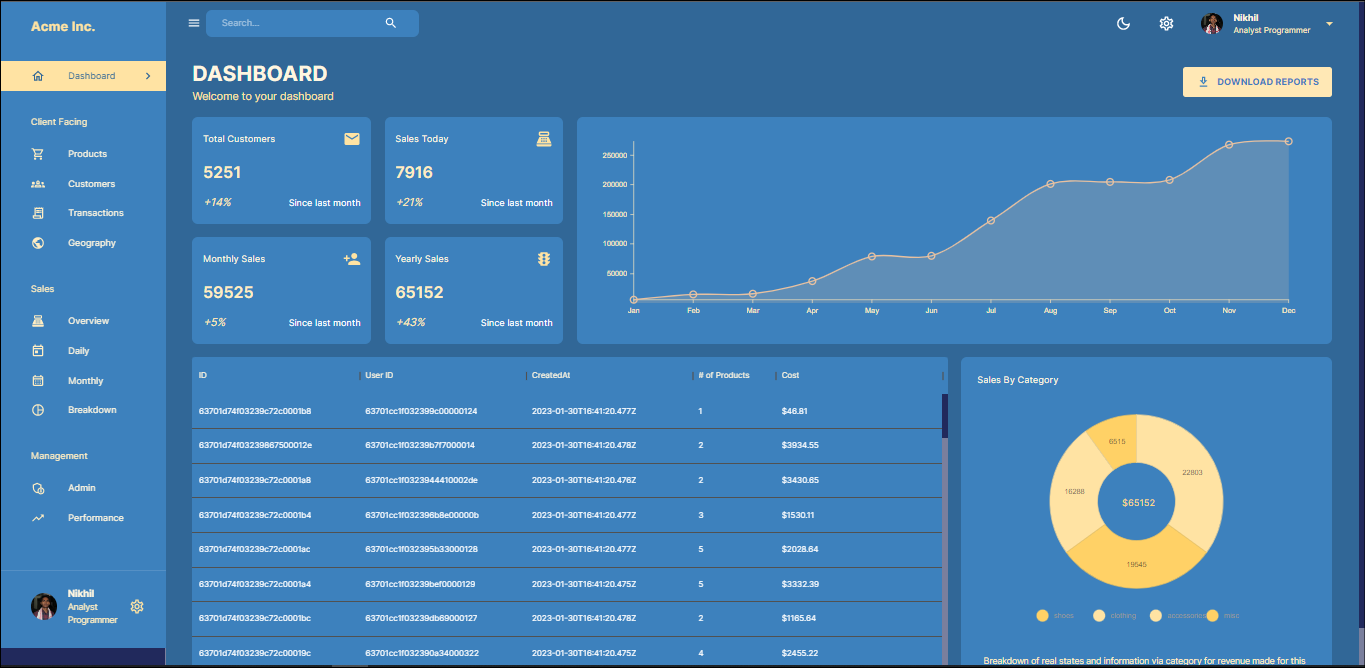 Acme Inc.
Search...
Nikhil
Analyst Programmer
Dashboard
Client Facing
Products
Customers
Transactions
Geography
Sales
Overview
Daily
Monthly
Breakdown
Management
Admin
Performance
Nikhil
Analyst
Programmer
DASHBOARD
Welcome to your dashboard
DOWNLOAD REPORTS
Total Customers
5251
+14% Since last month
Sales Today
7916
+21% Since last month
Monthly Sales
59525
+5% Since last month
Yearly Sales
65152
+43% Since last month
250000
200000
150000
100000
50000
Jan Feb Mar Apr May Jun Jul Aug Sep Oct Nov Dec
ID User ID CreatedAt # of Products Cost
63701d74f03239c72c0001b8 63701cc1f032399c00000124 2023-01-30T16:41:20.477Z 1 $46.81
63701d74f03239867500012e 63701cc1f03239b7f7000014 2023-01-30T16:41:20.478Z 2 $3934.55
63701d74f03239c72c0001a8 63701cc1f0323944410002de 2023-01-30T16:41:20.476Z 2 $3430.65
63701d74f03239c72c0001b4 63701cc1f032396b8e00000b 2023-01-30T16:41:20.477Z 3 $1530.11
63701d74f03239c72c0001ac 63701cc1f032395b33000128 2023-01-30T16:41:20.477Z 5 $2028.64
63701d74f03239c72c0001a4 63701cc1f03239bef0000129 2023-01-30T16:41:20.475Z 5 $3332.39
63701d74f03239c72c0001bc 63701cc1f03239db69000127 2023-01-30T16:41:20.478Z 2 $1165.64
63701d74f03239c72c00019c 63701cc1f032390a34000322 2023-01-30T16:41:20.475Z 4 $2455.22
Sales By Category
6515
22803
16288
$65152
19545
shoes clothing accessories misc
Breakdown of real states and information via category for revenue made for this